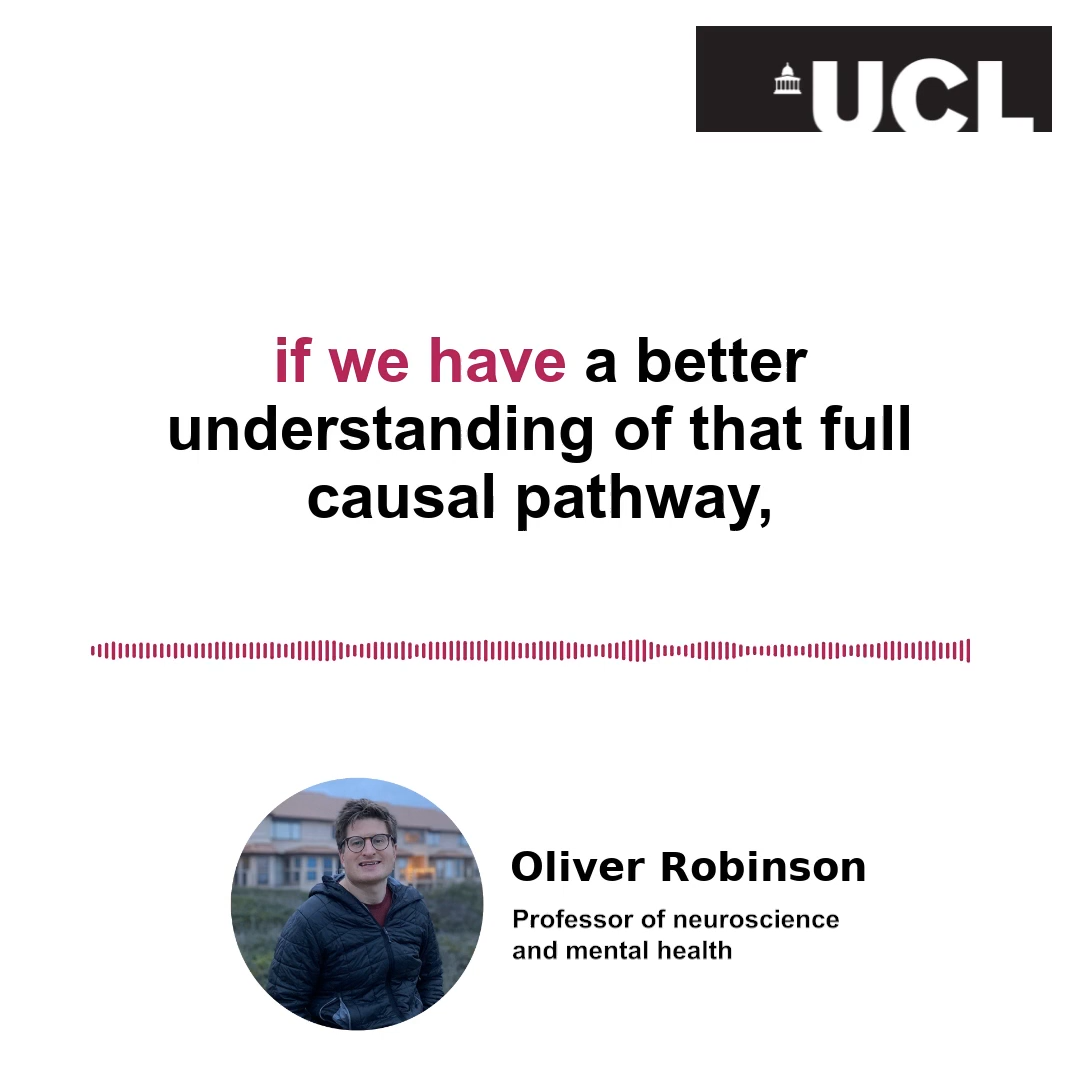 UCL
if we have a better
understanding of that full
causal pathway,
Oliver Robinson
Professor of neuroscience
and mental health